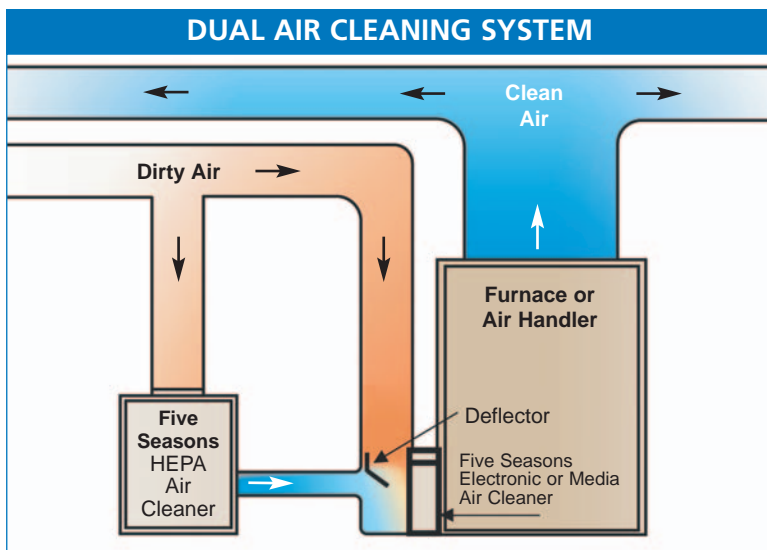 DUAL AIR CLEANING SYSTEM
Clean
Air
Dirty Air
Furnace or
Air Handler
Deflector
Five
Seasons
HEPA
Air
Cleaner
Five Seasons
Electronic or Media
Air Cleaner